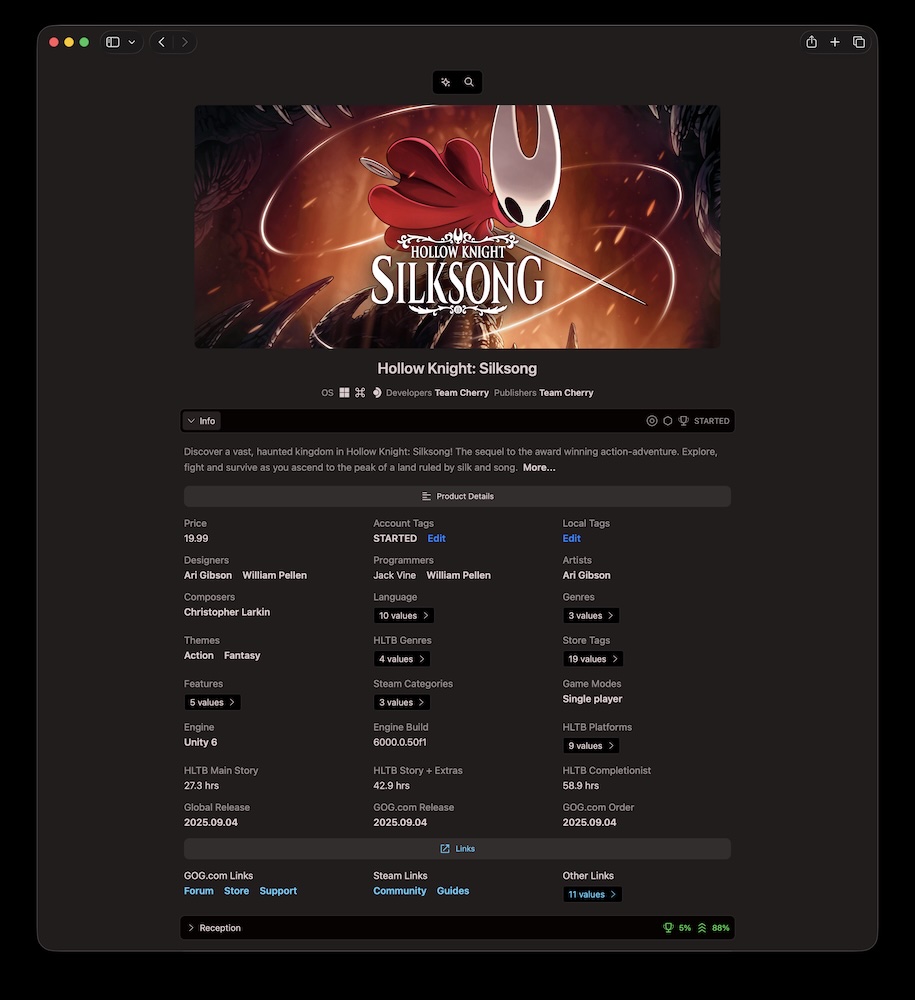 HOLLOW KNIGHT
SILKSONG
Hollow Knight: Silksong
OS Developers Team Cherry Publishers Team Cherry
Info STARTED
Discover a vast, haunted kingdom in Hollow Knight: Silksong! The sequel to the award winning action-adventure. Explore,
fight and survive as you ascend to the peak of a land ruled by silk and song. More...
Product Details
Price Account Tags Local Tags
19.99 STARTED Edit Edit
Designers Programmers Artists
Ari Gibson William Pellen Jack Vine William Pellen Ari Gibson
Composers Language Genres
Christopher Larkin 10 values 3 values
Themes HLTB Genres Store Tags
Action Fantasy 4 values 19 values
Features Steam Categories Game Modes
5 values 3 values Single player
Engine Engine Build HLTB Platforms
Unity 6 6000.0.50f1 9 values
HLTB Main Story HLTB Story + Extras HLTB Completionist
27.3 hrs 42.9 hrs 58.9 hrs
Global Release GOG.com Release GOG.com Order
2025.09.04 2025.09.04 2025.09.04
Links
GOG.com Links Steam Links Other Links
Forum Store Support Community Guides 11 values
Reception 5% 88%